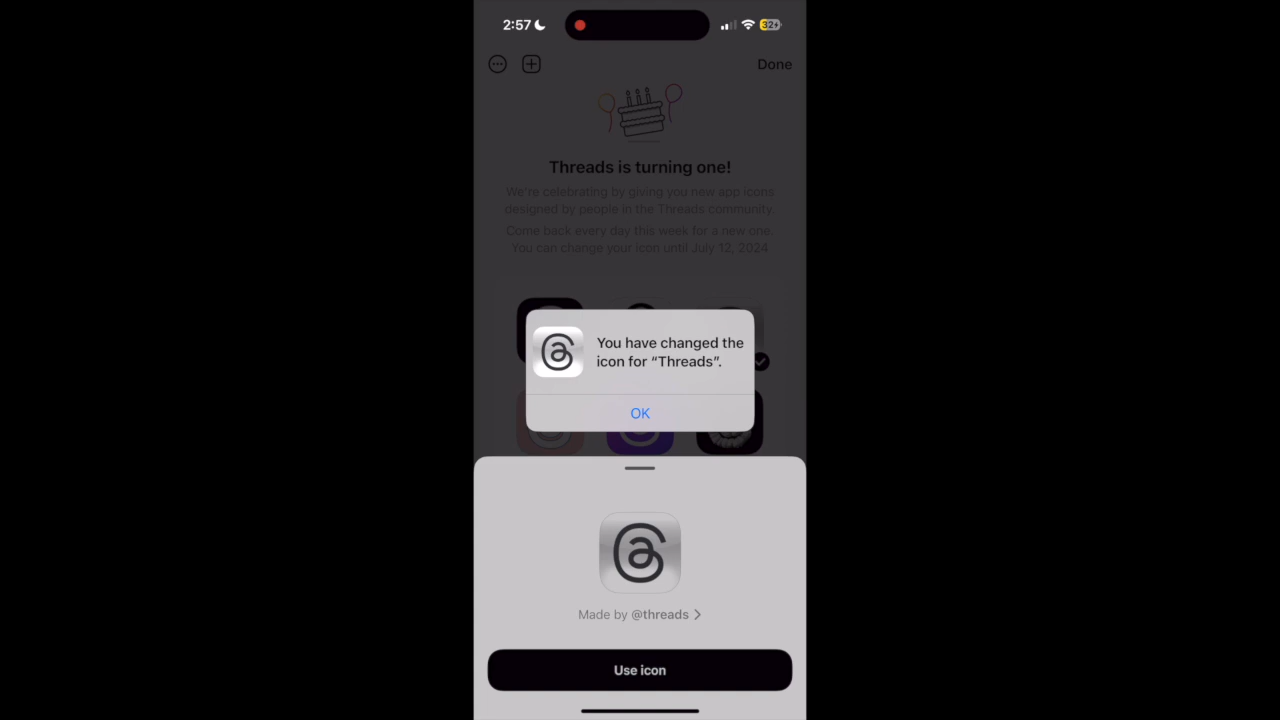 2:57
32
Done
Threads is turning one!
We're celebrating by giving you new app icons
designed by people in the Threads community
Come back every day this week for a new one.
You can change your icon until July 12, 2024
You have changed the
icon for “Threads”.
OK
Made by @threads
Use icon